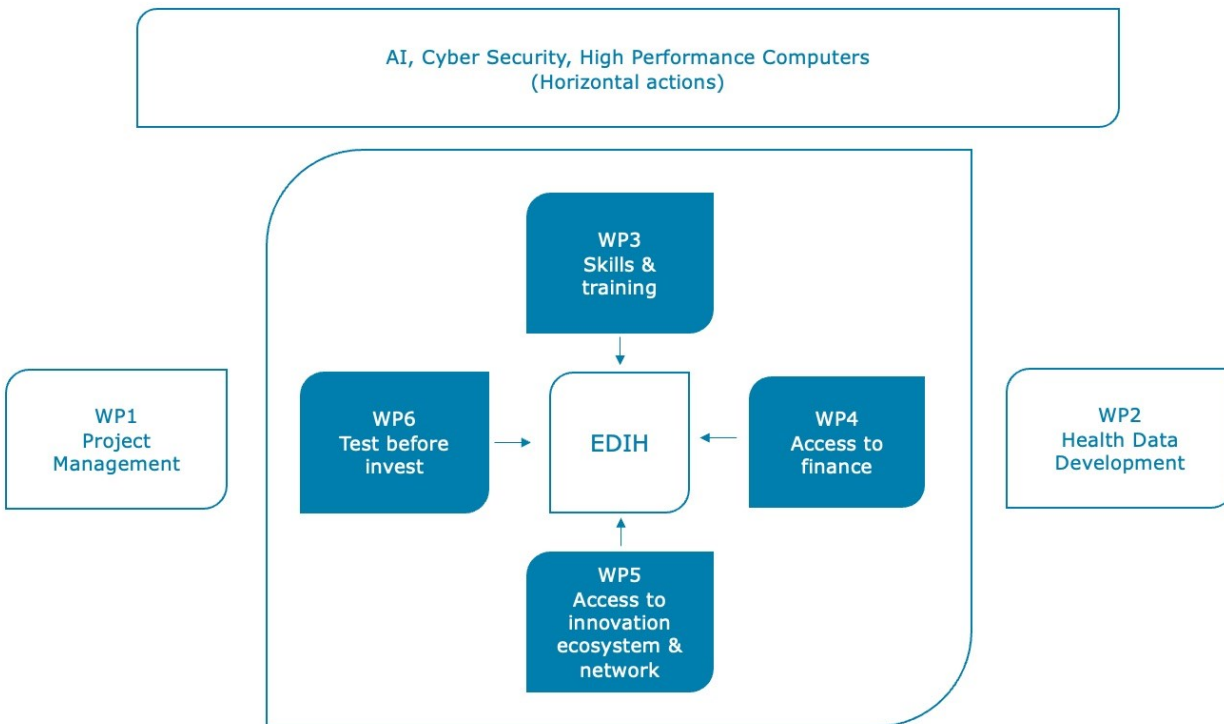 AI, Cyber Security, High Performance Computers
(Horizontal actions)
WP3
Skills &
training
WP1
Project
Management
WP6
Test before
invest
EDIH
WP4
Access to
finance
WP2
Health Data
Development
WP5
Access to
innovation
ecosystem &
network